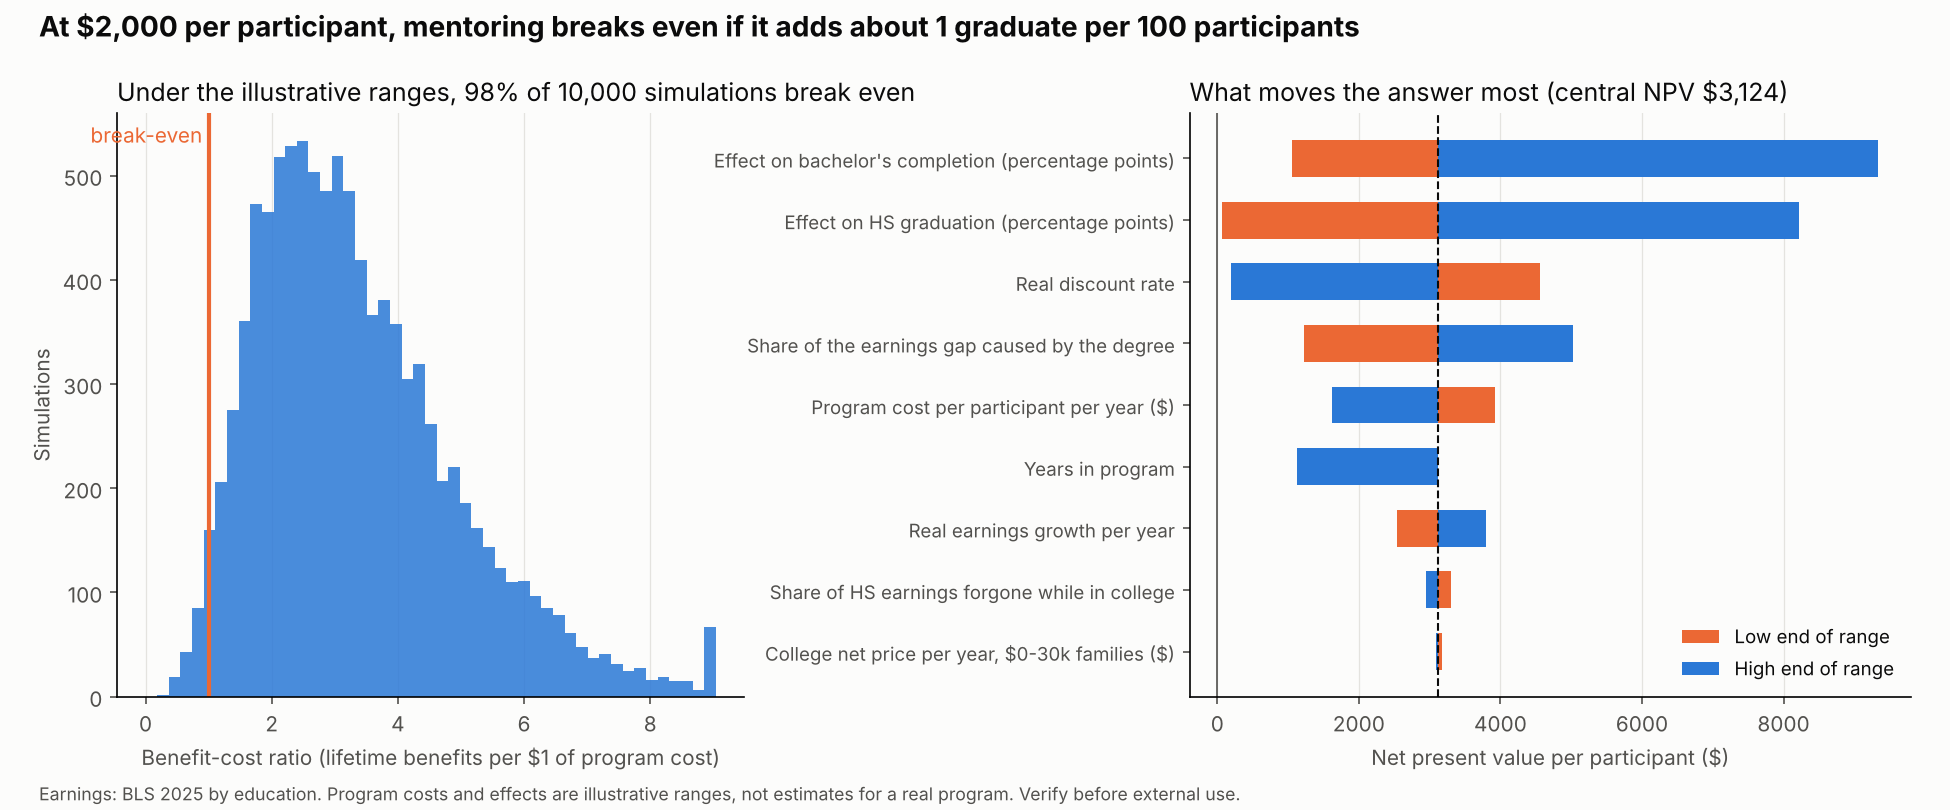 At $2,000 per participant, mentoring breaks even if it adds about 1 graduate per 100 participants
Under the illustrative ranges, 98% of 10,000 simulations break even
break-even
500
400
300
200
100
0
Simulations
0 2 4 6 8
Benefit-cost ratio (lifetime benefits per $1 of program cost)
What moves the answer most (central NPV $3,124)
Effect on bachelor's completion (percentage points)
Effect on HS graduation (percentage points)
Real discount rate
Share of the earnings gap caused by the degree
Program cost per participant per year ($)
Years in program
Real earnings growth per year
Share of HS earnings forgone while in college
College net price per year, $0-30k families ($)
Low end of range
High end of range
0 2000 4000 6000 8000
Net present value per participant ($)
Earnings: BLS 2025 by education. Program costs and effects are illustrative ranges, not estimates for a real program. Verify before external use.